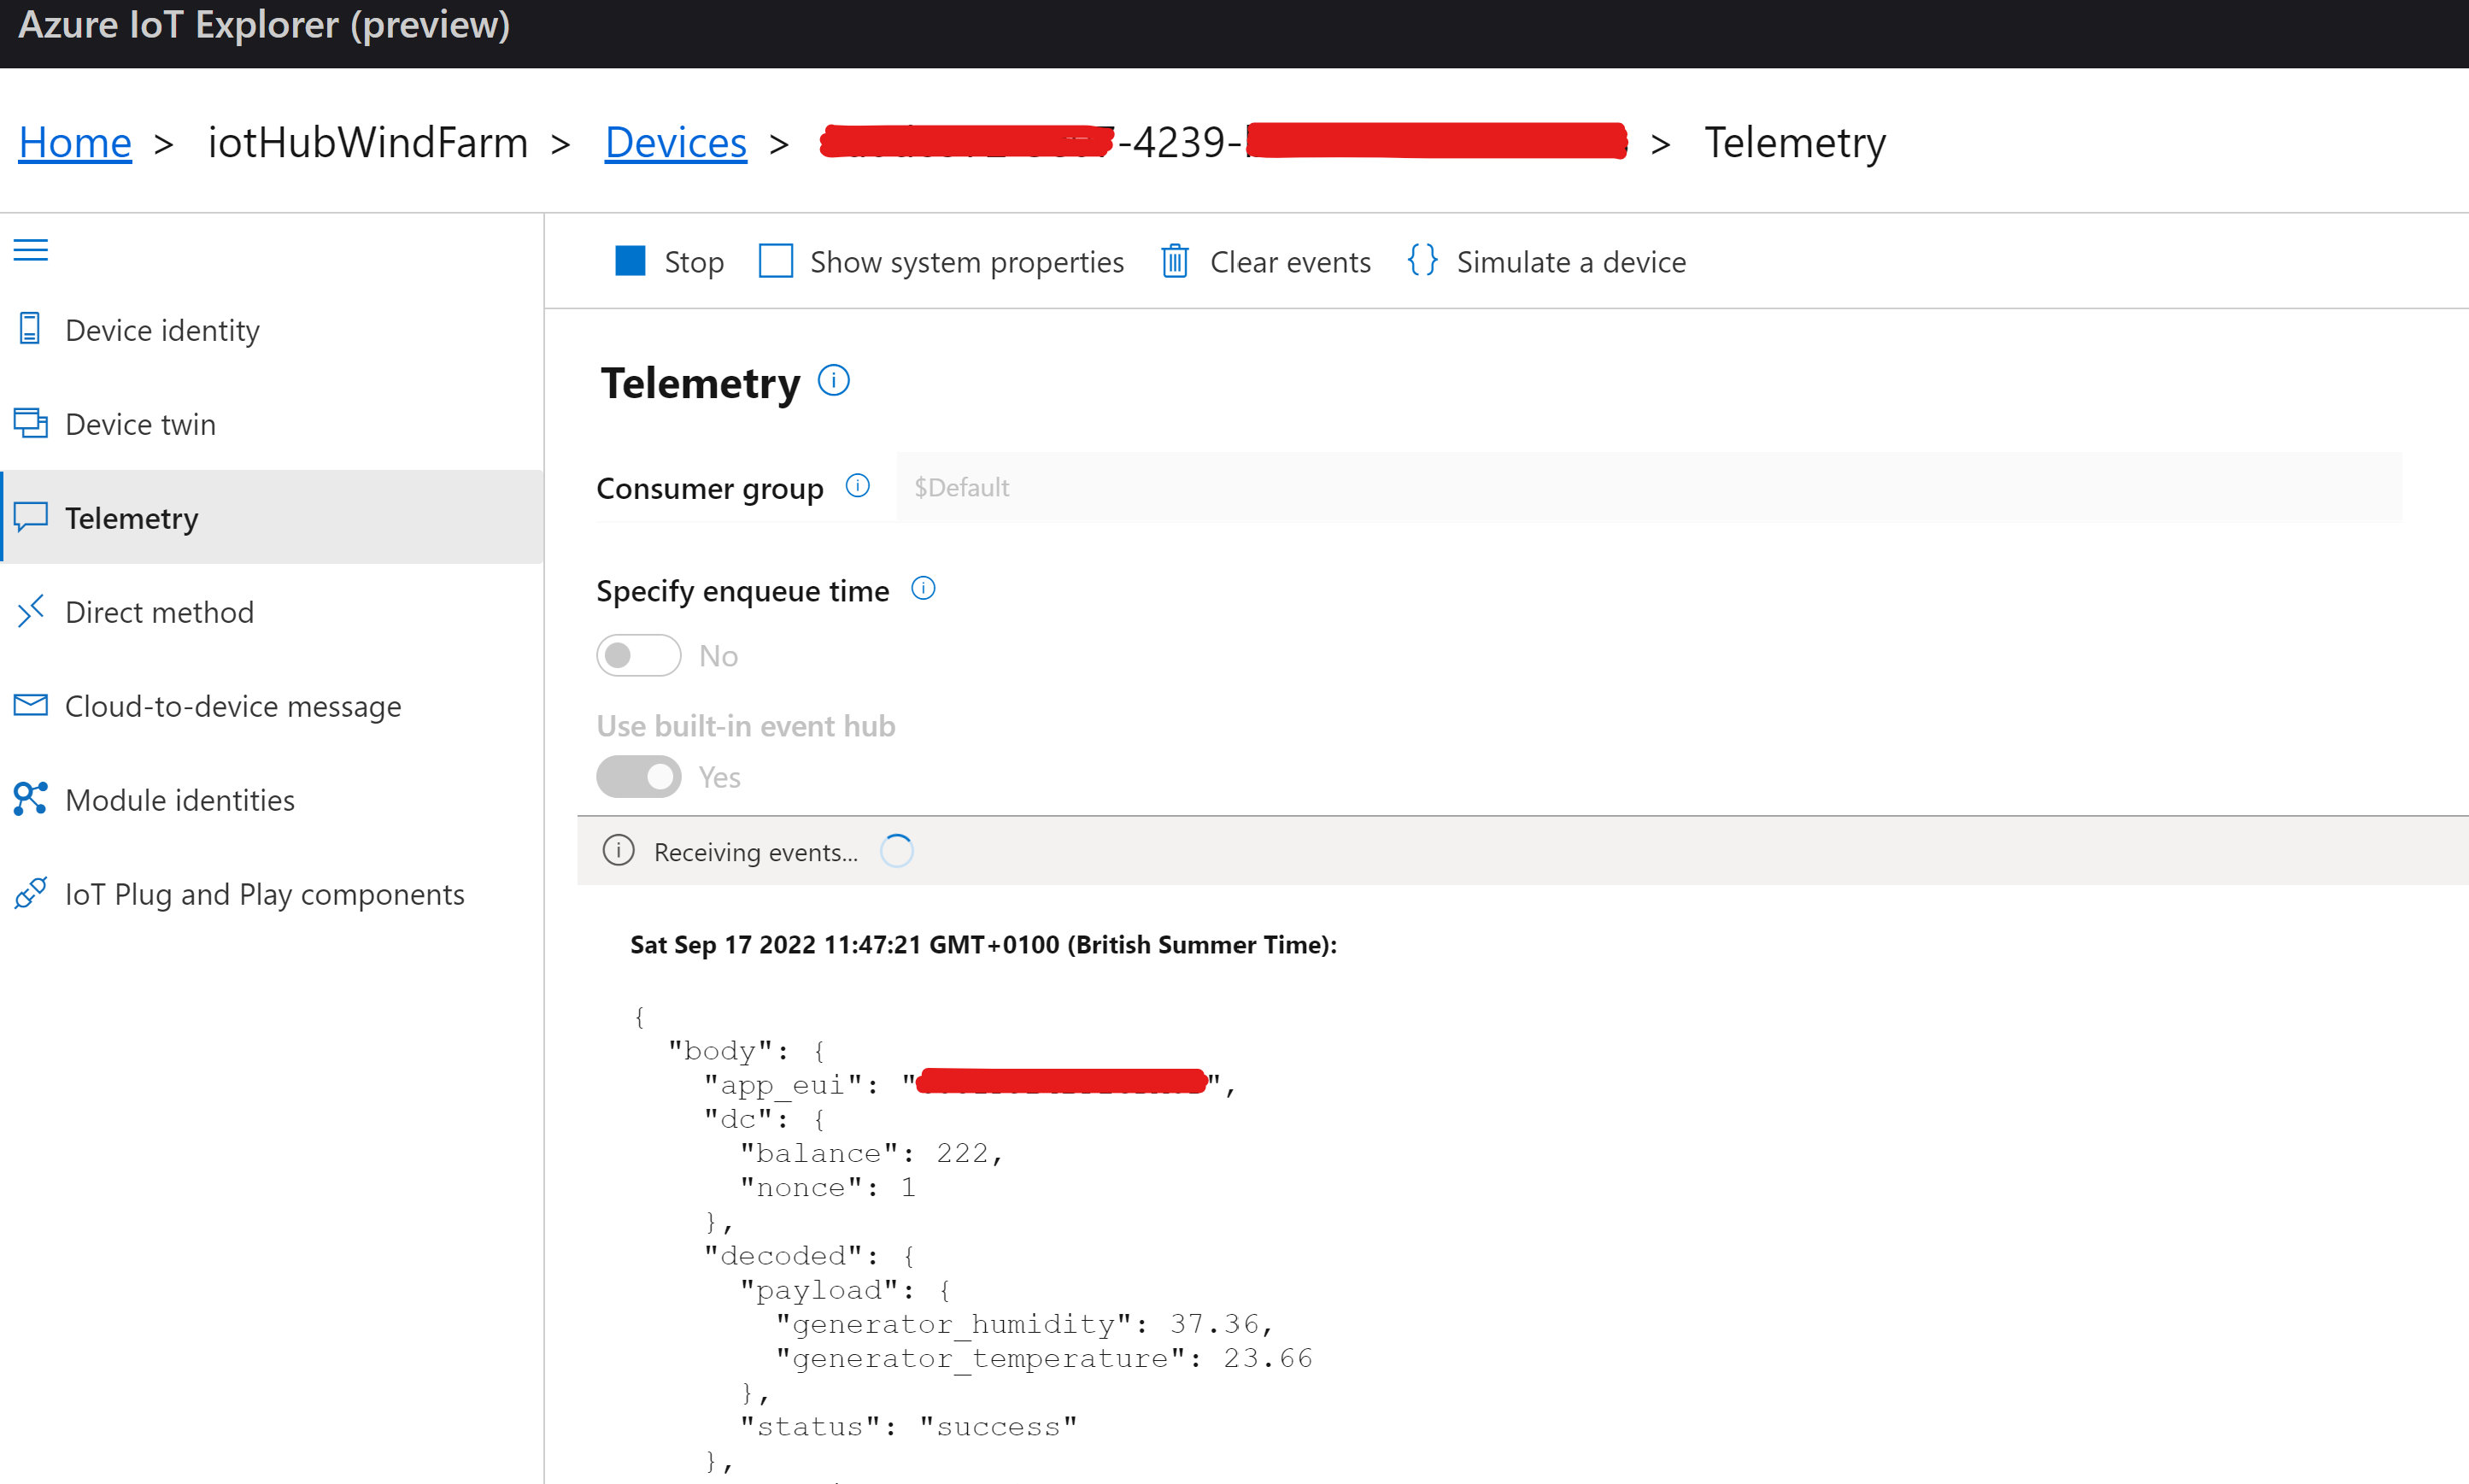 Azure IoT Explorer (preview)
Home > iotHubWindFarm > Devices > -4239- > Telemetry
Stop Show system properties Clear events Simulate a device
Device identity
Device twin
Telemetry
Direct method
Cloud-to-device message
Module identities
IoT Plug and Play components
Telemetry
Consumer group $Default
Specify enqueue time
No
Use built-in event hub
Yes
Receiving events...
Sat Sep 17 2022 11:47:21 GMT+0100 (British Summer Time):
{
"body": {
"app_eui": "",
"dc": {
"balance": 222,
"nonce": 1
},
"decoded": {
"payload": {
"generator_humidity": 37.36,
"generator_temperature": 23.66
},
"status": "success"
},